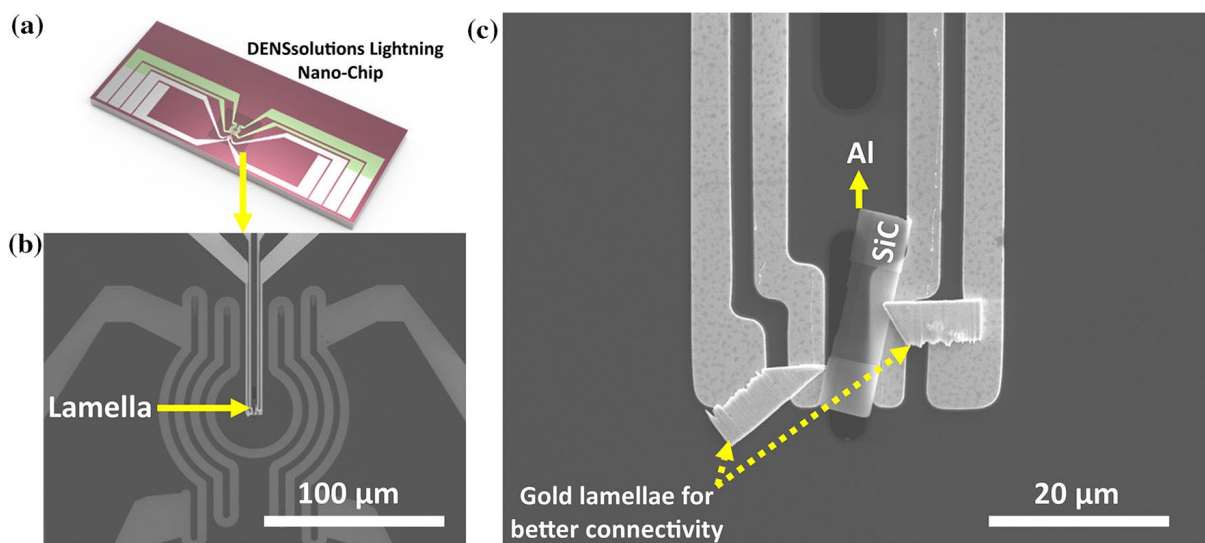 (a)
DENSsolutions Lightning
Nano-Chip
(b)
Lamella
100 µm
(c)
Al
SiC
Gold lamellae for
better connectivity
20 µm